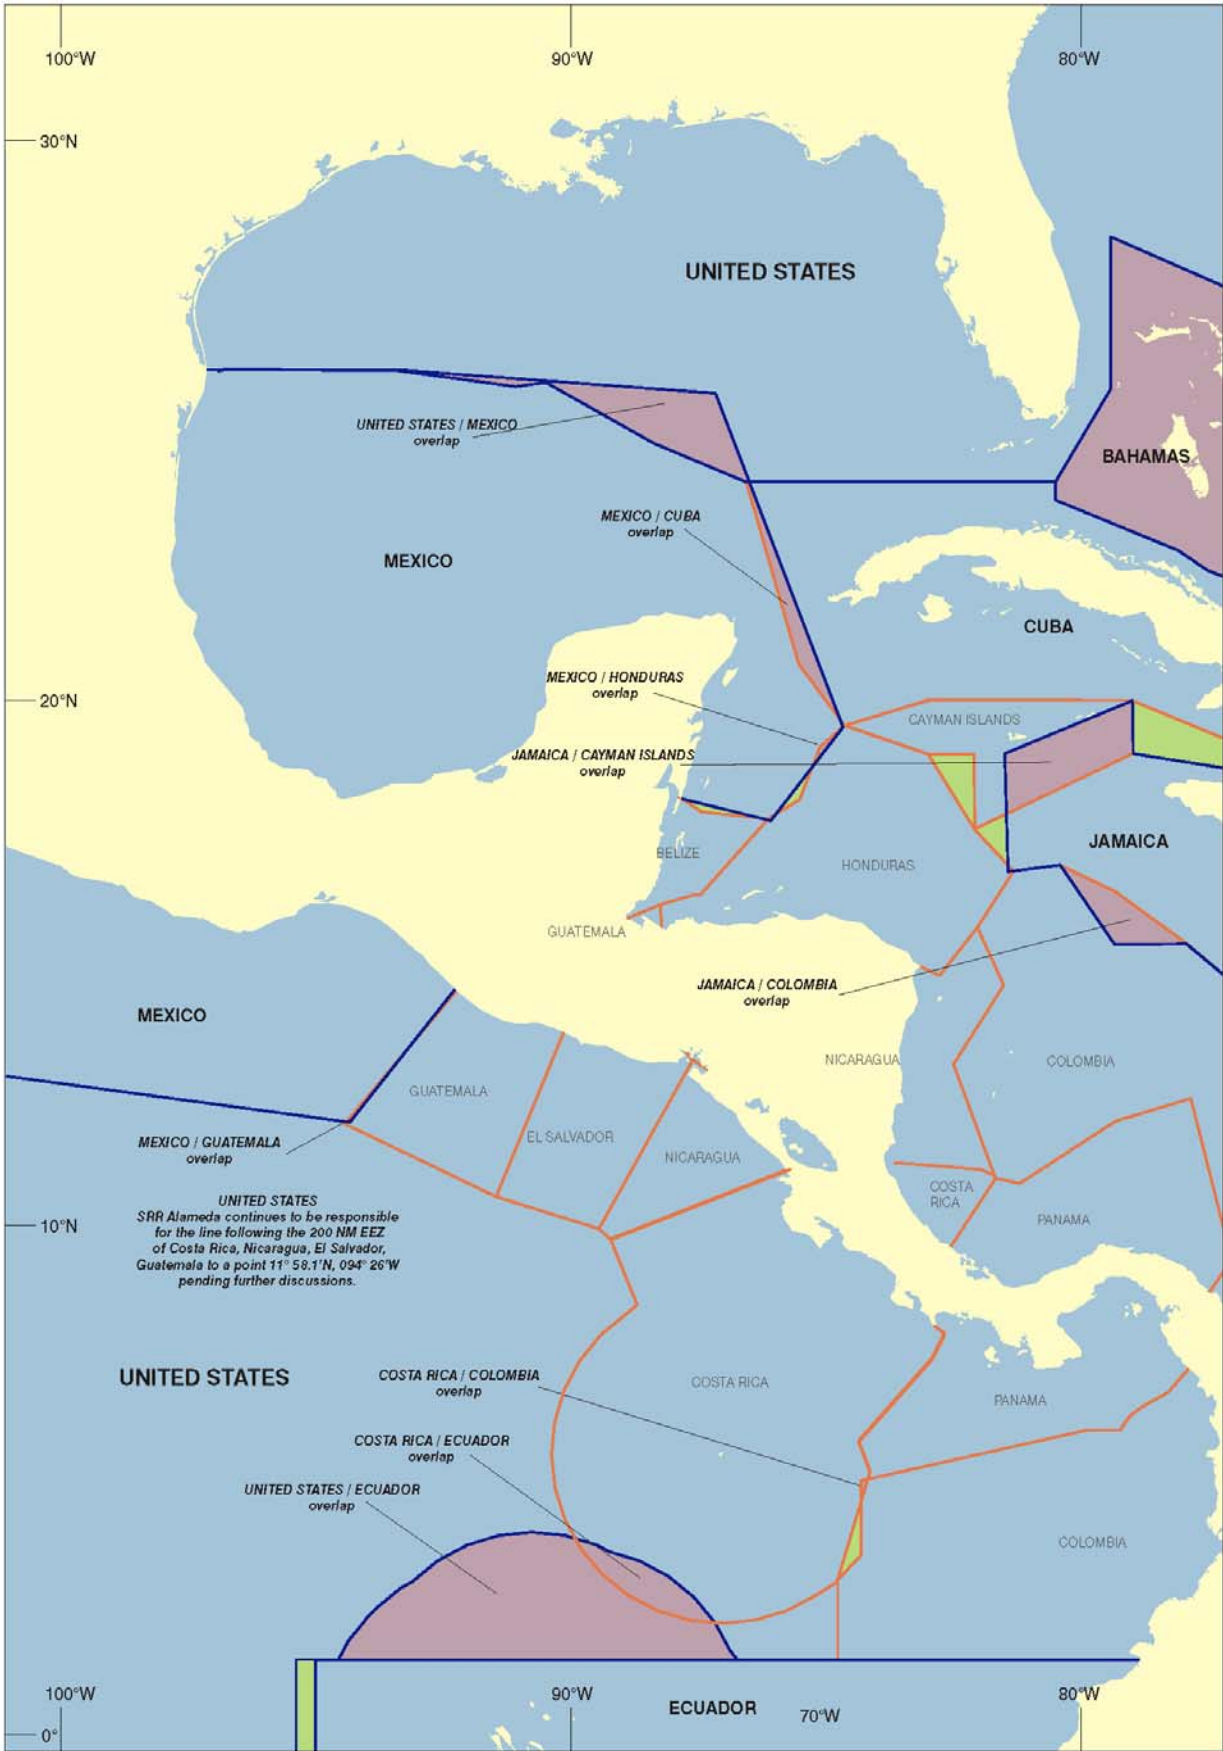 100°W
90°W
80°W
30°N
UNITED STATES
UNITED STATES / MEXICO
overlap
BAHAMAS
MEXICO / CUBA
overlap
MEXICO
CUBA
MEXICO / HONDURAS
overlap
20°N
CAYMAN ISLANDS
JAMAICA / CAYMAN ISLANDS
overlap
JAMAICA
BELIZE
HONDURAS
GUATEMALA
JAMAICA / COLOMBIA
overlap
MEXICO
NICARAGUA
COLOMBIA
GUATEMALA
EL SALVADOR
MEXICO / GUATEMALA
overlap
NICARAGUA
COSTA
RICA
PANAMA
UNITED STATES
SRR Alameda continues to be responsible
for the line following the 200 NM EEZ
of Costa Rica, Nicaragua, El Salvador,
Guatemala to a point 11° 58.1'N, 094° 26'W
pending further discussions.
10°N
UNITED STATES
COSTA RICA / COLOMBIA
overlap
COSTA RICA
PANAMA
COSTA RICA / ECUADOR
overlap
UNITED STATES / ECUADOR
overlap
COLOMBIA
100°W
90°W
ECUADOR
70°W
80°W
0°